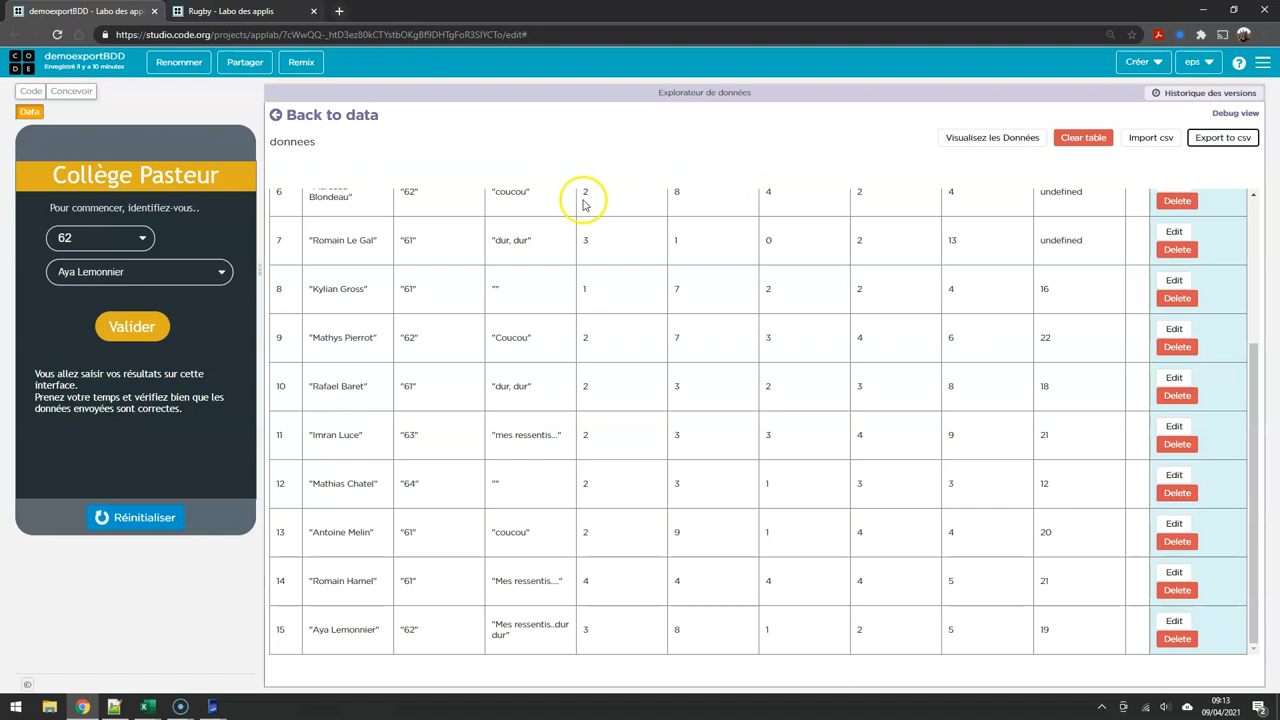 demoexportBDD - Labo des applis
Rugby - Labo des applis
https://studio.code.org/projects/applab/7cWwQQ-_htD3ez80kCTYstbOKgBf9DHTgFoR3SlYCTo/edit#
CODE
demoexportBDD
Enregistré il y a 10 minutes
Renommer
Partager
Remix
Créer
eps
Code
Concevoir
Data
Explorateur de données
Historique des versions
Back to data
Debug view
donnees
Visualisez les Données
Clear table
Import csv
Export to csv
Collège Pasteur
Pour commencer, identifiez-vous..
62
Aya Lemonnier
Valider
Vous allez saisir vos résultats sur cette
interface.
Prenez votre temps et vérifiez bien que les
données envoyées sont correctes.
Réinitialiser
6 Blondeau" "62" "coucou" 2 8 4 2 4 undefined Delete
7 "Romain Le Gal" "61" "dur, dur" 3 1 0 2 13 undefined Edit Delete
8 "Kylian Gross" "61" "" 1 7 2 2 4 16 Edit Delete
9 "Mathys Pierrot" "62" "Coucou" 2 7 3 4 6 22 Edit Delete
10 "Rafael Baret" "61" "dur, dur" 2 3 2 3 8 18 Edit Delete
11 "Imran Luce" "63" "mes ressentis..." 2 3 3 4 9 21 Edit Delete
12 "Mathias Chatel" "64" "" 2 3 1 3 3 12 Edit Delete
13 "Antoine Melin" "61" "coucou" 2 9 1 4 4 20 Edit Delete
14 "Romain Hamel" "61" "Mes ressentis...." 4 4 4 4 5 21 Edit Delete
15 "Aya Lemonnier" "62" "Mes ressentis..dur dur" 3 8 1 2 5 19 Edit Delete
09:13
09/04/2021